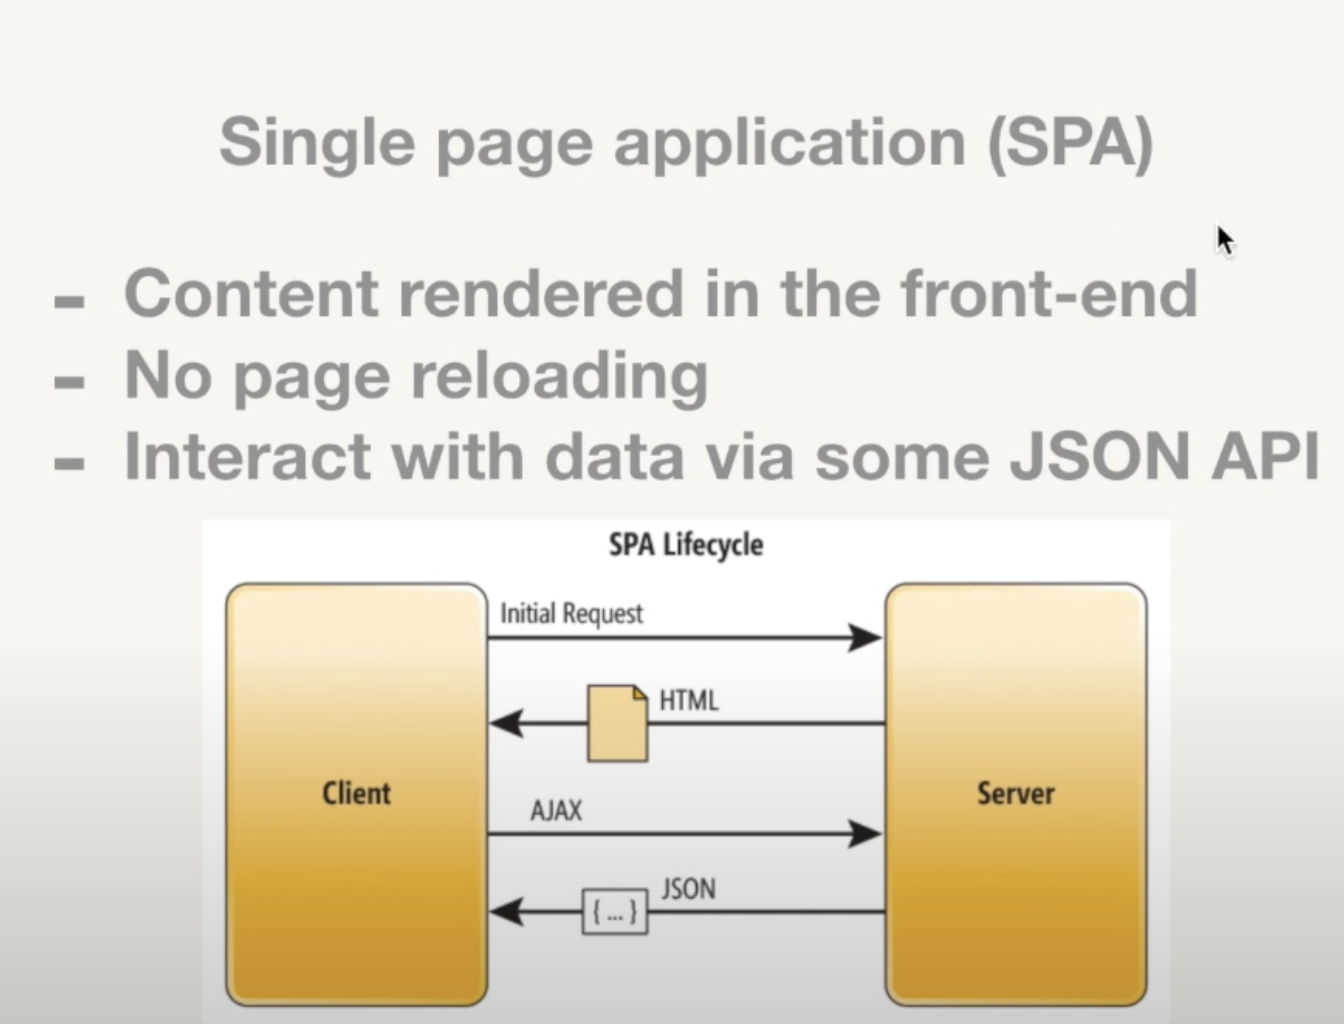 Single page application (SPA)
- Content rendered in the front-end
- No page reloading
- Interact with data via some JSON API
SPA Lifecycle
Initial Request
HTML
Client
Server
AJAX
JSON
{ ... }